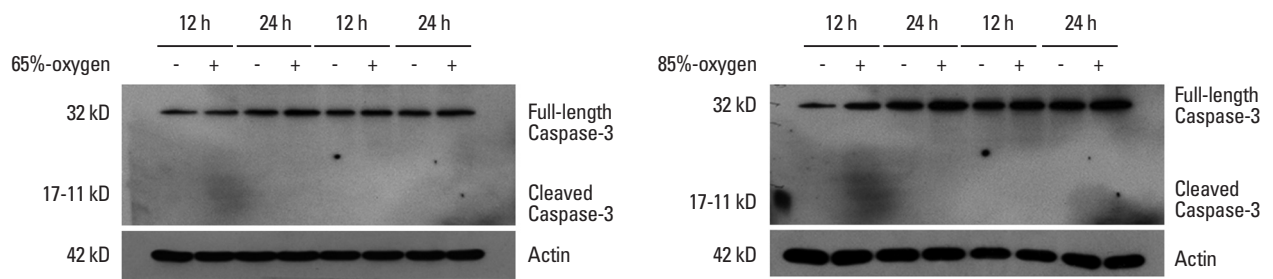 12 h 24 h 12 h 24 h
65%-oxygen - + - + - + - +
32 kD Full-length
Caspase-3
17-11 kD Cleaved
Caspase-3
42 kD Actin
12 h 24 h 12 h 24 h
85%-oxygen - + - + - + - +
32 kD Full-length
Caspase-3
17-11 kD Cleaved
Caspase-3
42 kD Actin